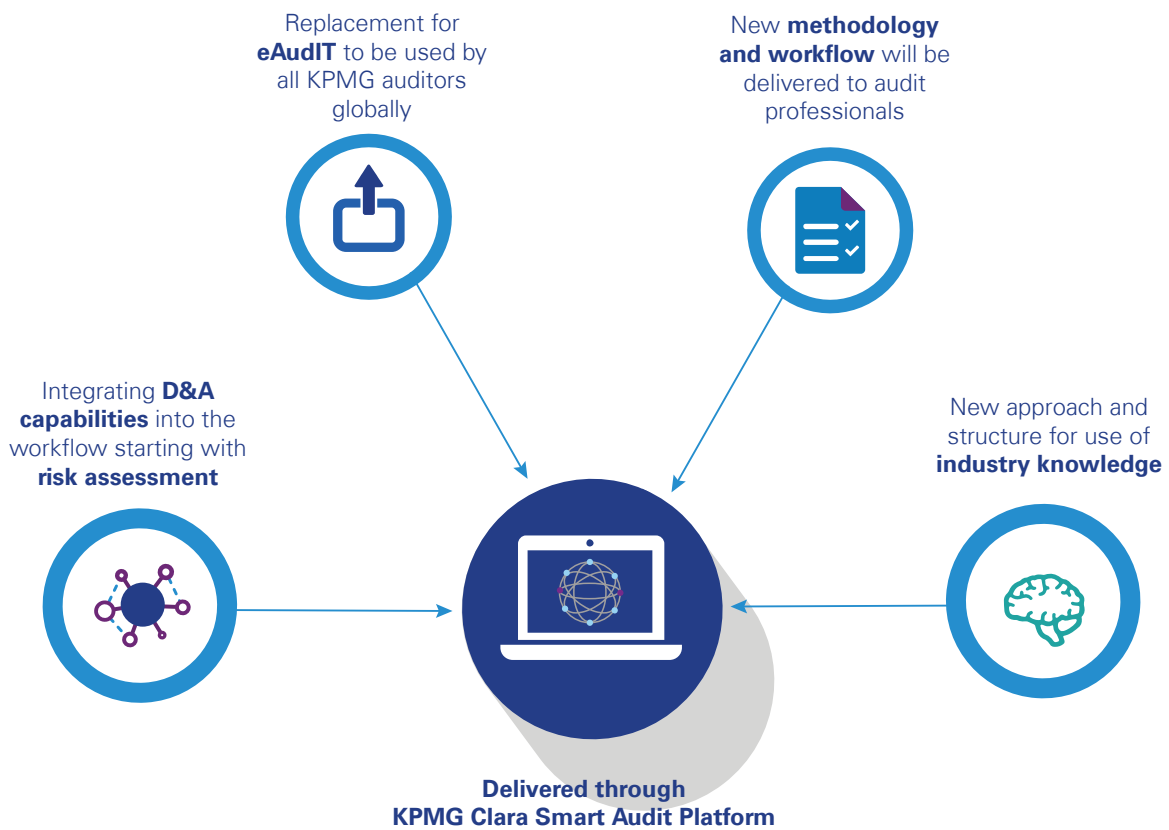 Replacement for
eAudIT to be used by
all KPMG auditors
globally
New methodology
and workflow will be
delivered to audit
professionals
Integrating D&A
capabilities into the
workflow starting with
risk assessment
New approach and
structure for use of
industry knowledge
Delivered through
KPMG Clara Smart Audit Platform